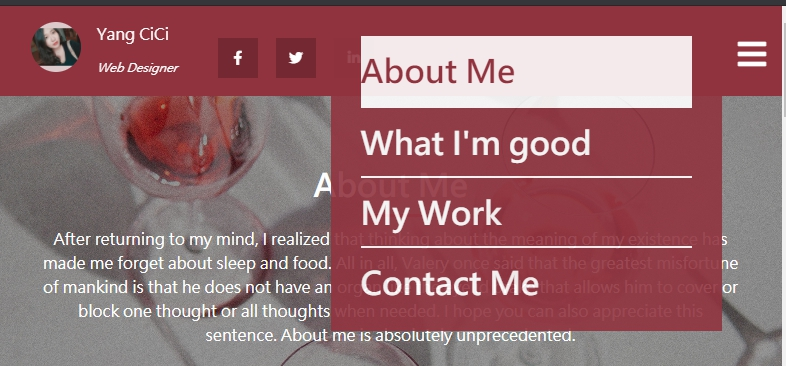 Yang CiCi
Web Designer
f
in
About Me
What I'm good
My Work
Contact Me
About Me
After returning to my mind, I realized that thinking about the meaning of my existence has
made me forget about sleep and food. All in all, Valery once said that the greatest misfortune
of mankind is that he does not have an that allows him to cover or
block one thought or all thoughts when needed. I hope you can also appreciate this
sentence. About me is absolutely unprecedented.